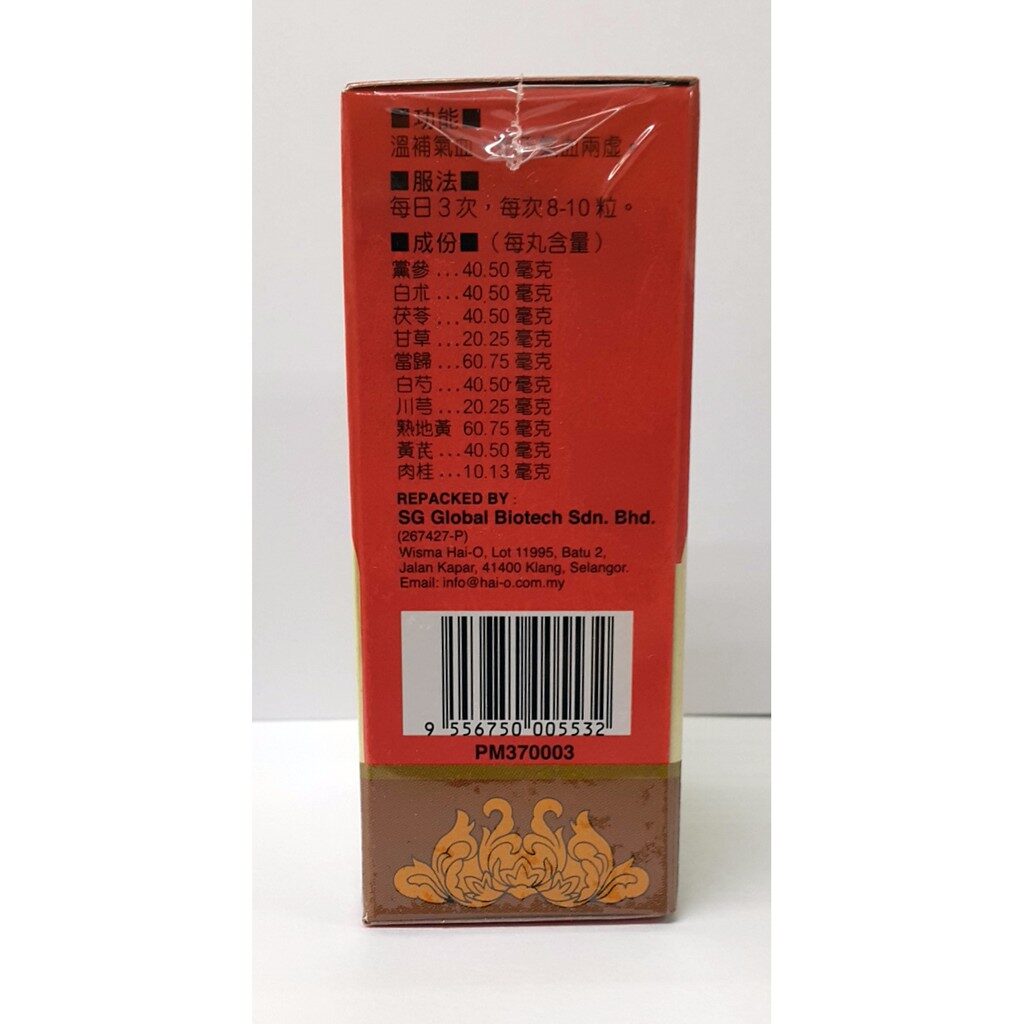 ■功能■
溫補氣血 氣血兩虛。
■服法■
每日3次，每次8-10粒。
■成份■（每丸含量）
黨參...40.50毫克
白朮...40.50毫克
茯苓...40.50毫克
甘草...20.25毫克
當歸...60.75毫克
白芍...40.50毫克
川芎...20.25毫克
熟地黃 60.75毫克
黃芪...40.50毫克
肉桂...10.13毫克
REPACKED BY :
SG Global Biotech Sdn. Bhd.
(267427-P)
Wisma Hai-O, Lot 11995, Batu 2,
Jalan Kapar, 41400 Klang, Selangor.
Email: info@hai-o.com.my
9 556750 005532
PM370003